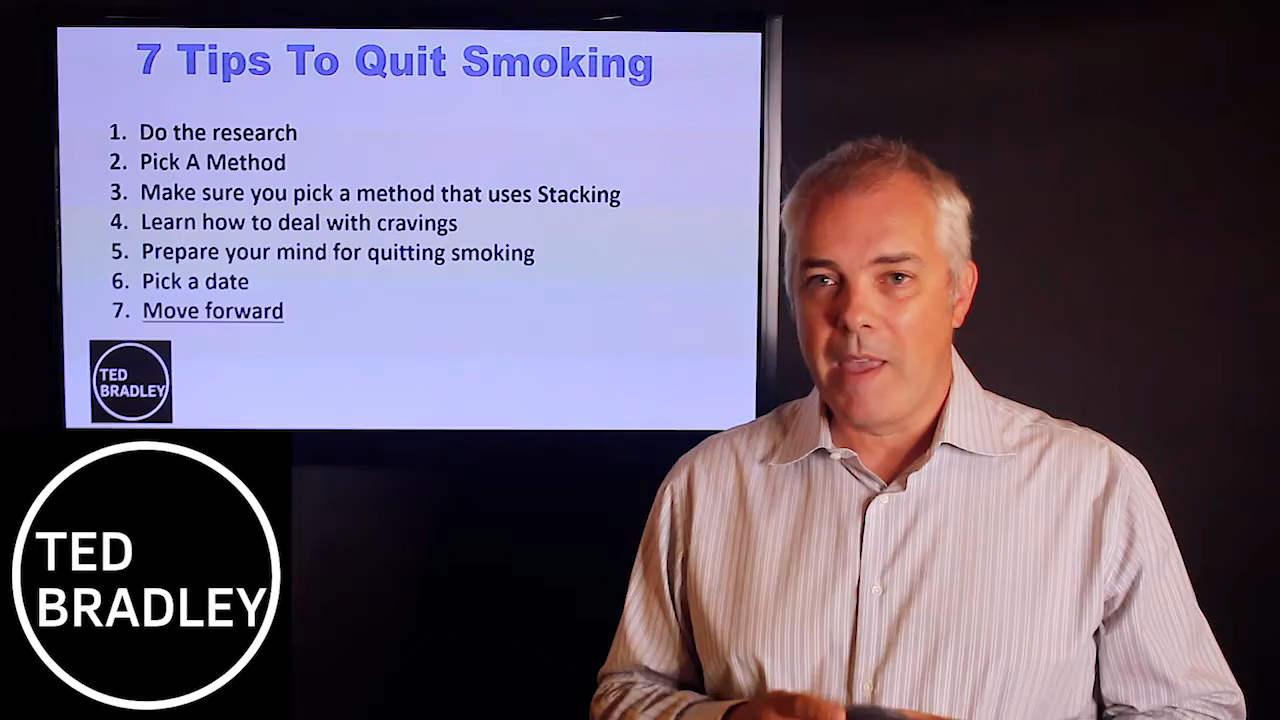 7 Tips To Quit Smoking
1. Do the research
2. Pick A Method
3. Make sure you pick a method that uses Stacking
4. Learn how to deal with cravings
5. Prepare your mind for quitting smoking
6. Pick a date
7. Move forward
TED
BRADLEY
TED
BRADLEY